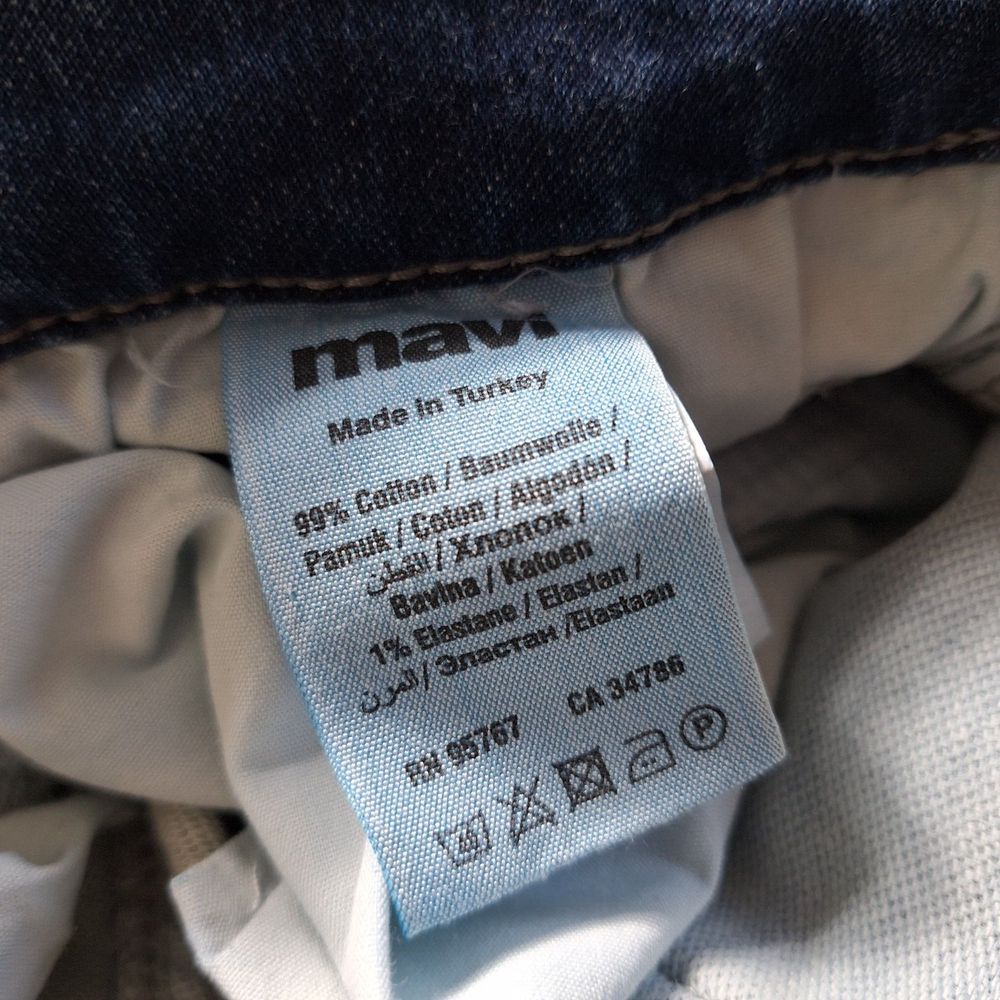 mavi
Made in Turkey
99% Cotton / Baumwolle /
Pamuk / Coton / Algodón /
القطن / Хлопок /
Bavlna / Katoen
1% Elastane / Elastan /
المرن / Эластан /Elastaan
RN 95767 CA 34786
P